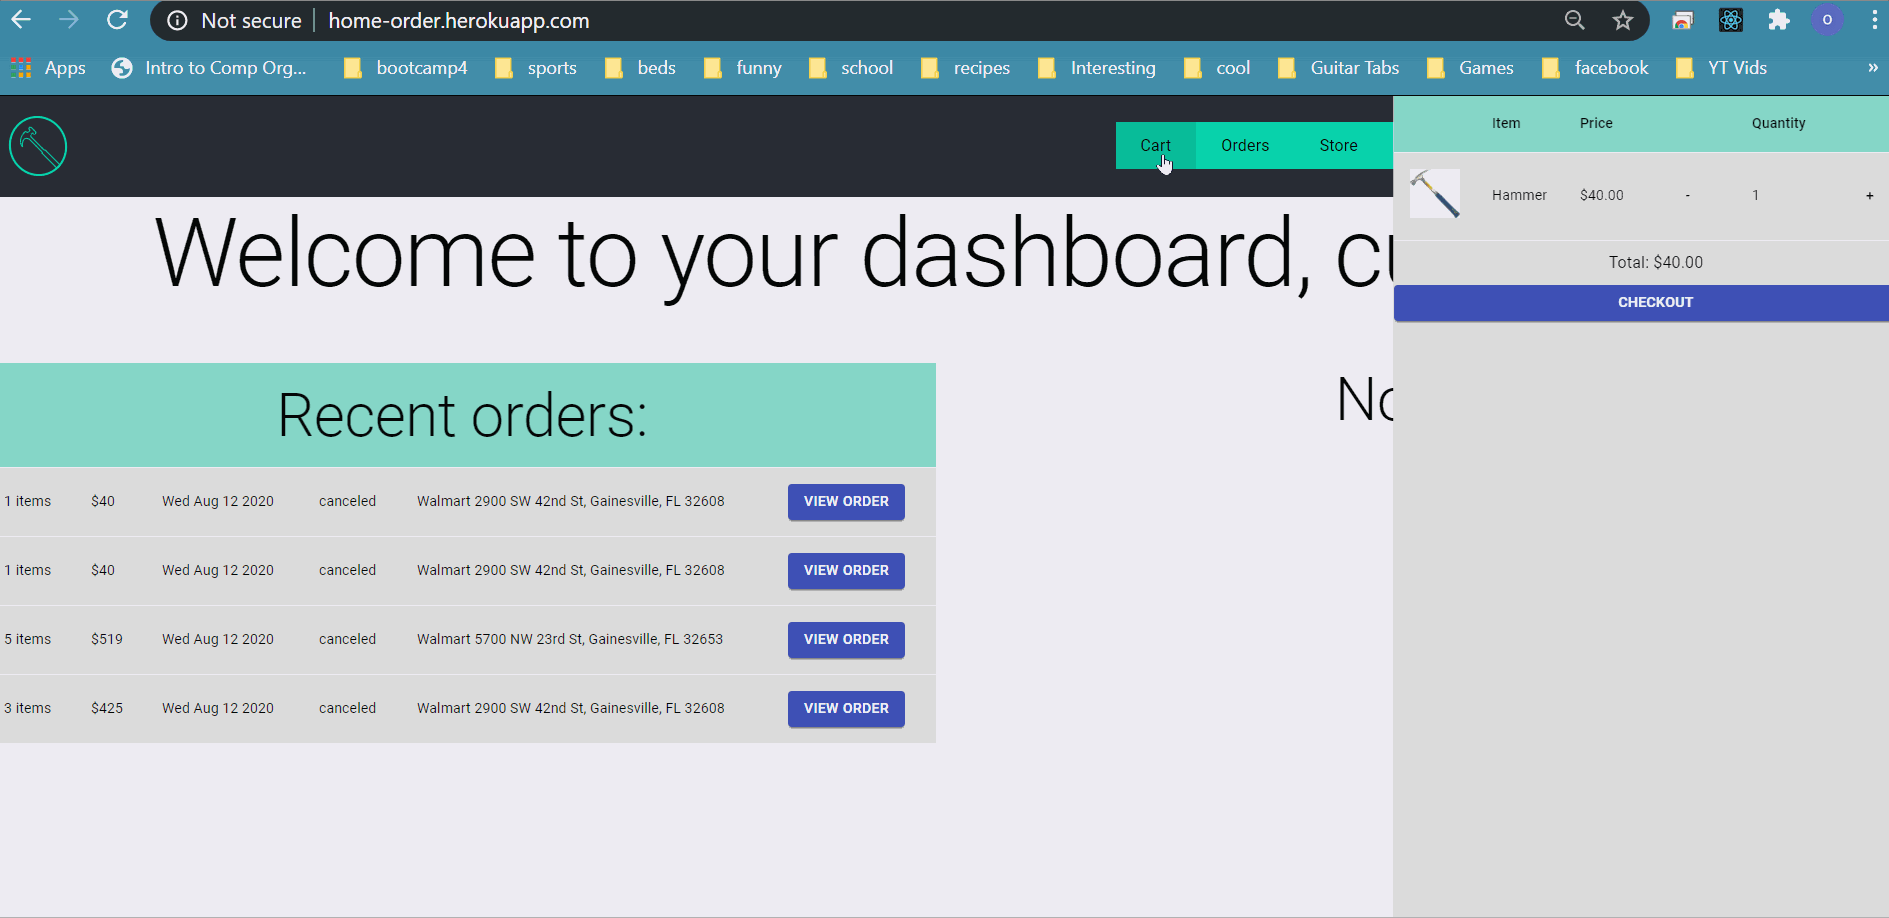 Not secure home-order.herokuapp.com O
Apps Intro to Comp Org... bootcamp4 sports beds funny school recipes Interesting cool Guitar Tabs Games facebook YT Vids »
Cart Orders Store
Item Price Quantity
Hammer $40.00 - 1 +
Total: $40.00
CHECKOUT
Welcome to your dashboard, cu
Recent orders:
No
1 items $40 Wed Aug 12 2020 canceled Walmart 2900 SW 42nd St, Gainesville, FL 32608 VIEW ORDER
1 items $40 Wed Aug 12 2020 canceled Walmart 2900 SW 42nd St, Gainesville, FL 32608 VIEW ORDER
5 items $519 Wed Aug 12 2020 canceled Walmart 5700 NW 23rd St, Gainesville, FL 32653 VIEW ORDER
3 items $425 Wed Aug 12 2020 canceled Walmart 2900 SW 42nd St, Gainesville, FL 32608 VIEW ORDER